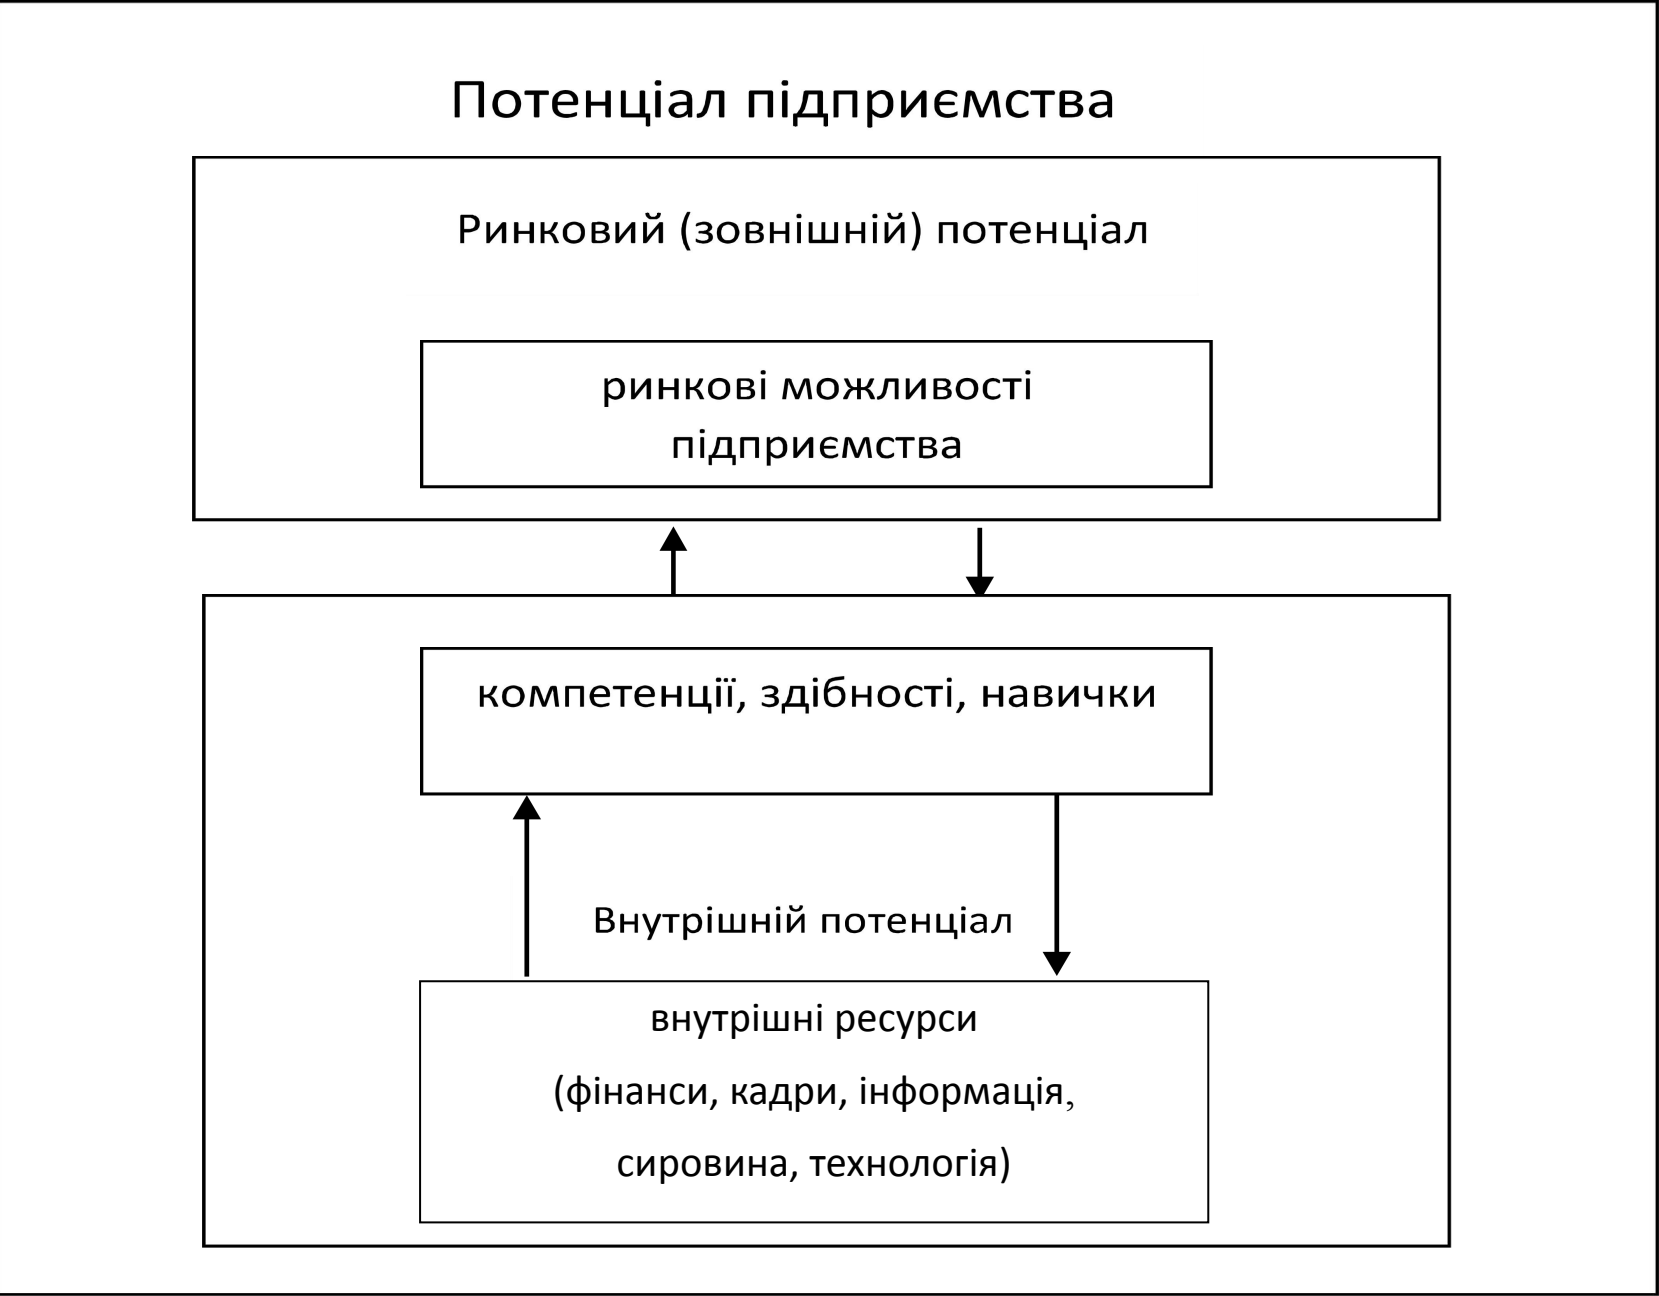 Потенціал підприємства
Ринковий (зовнішній) потенціал
ринкові можливості
підприємства
компетенції, здібності, навички
Внутрішній потенціал
внутрішні ресурси
(фінанси, кадри, інформація,
сировина, технологія)